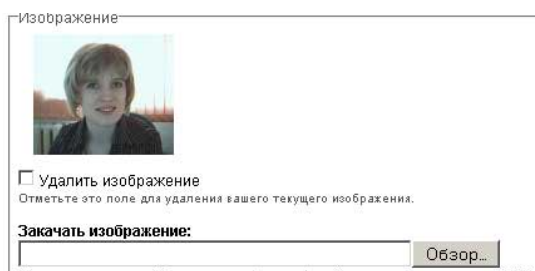 Изображение
Удалить изображение
Отметьте это поле для удаления вашего текущего изображения.
Закачать изображение:
Обзор...